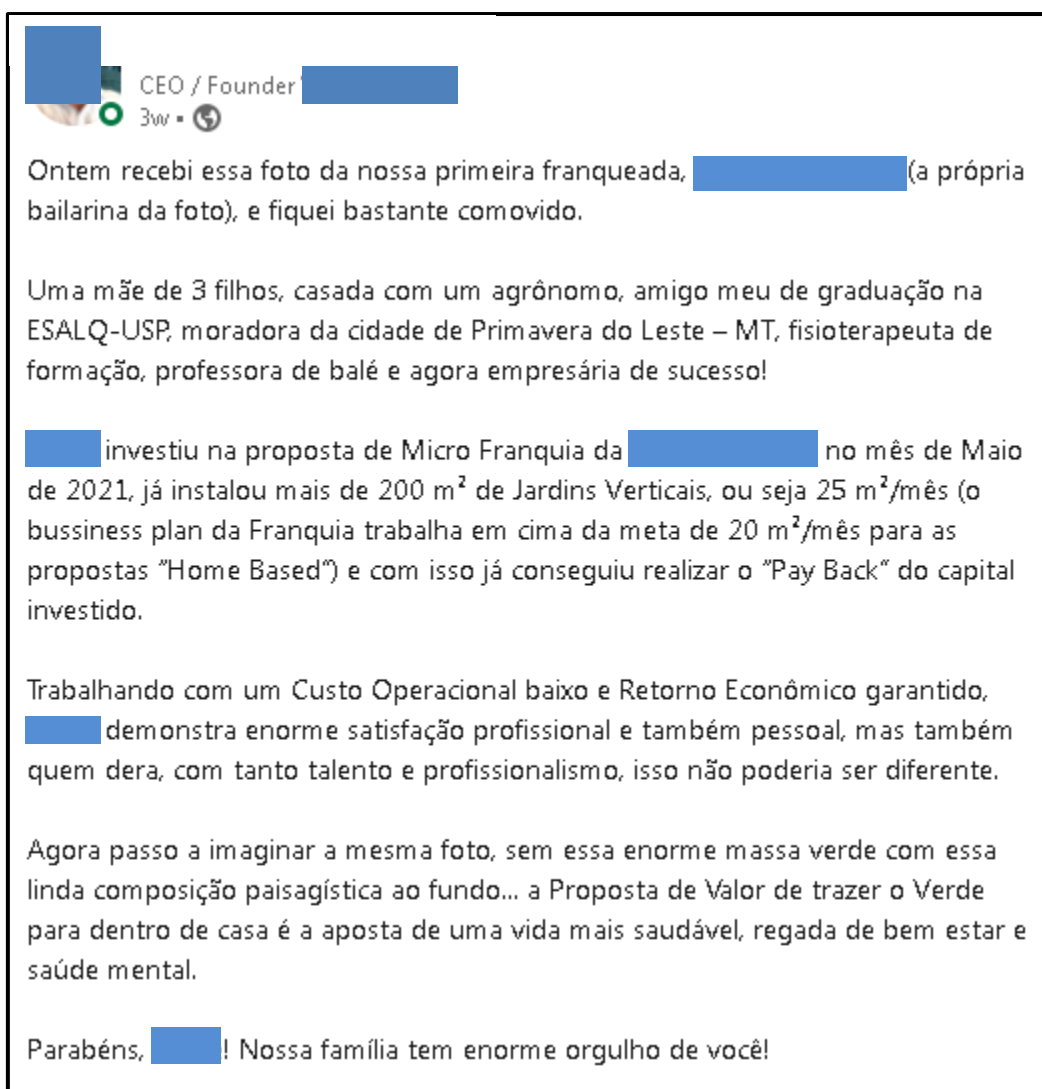 CEO / Founder
3w •
Ontem recebi essa foto da nossa primeira franqueada, (a própria
bailarina da foto), e fiquei bastante comovido.
Uma mãe de 3 filhos, casada com um agrônomo, amigo meu de graduação na
ESALQ-USP, moradora da cidade de Primavera do Leste – MT, fisioterapeuta de
formação, professora de balé e agora empresária de sucesso!
investiu na proposta de Micro Franquia da no mês de Maio
de 2021, já instalou mais de 200 m² de Jardins Verticais, ou seja 25 m²/mês (o
bussiness plan da Franquia trabalha em cima da meta de 20 m²/mês para as
propostas "Home Based") e com isso já conseguiu realizar o "Pay Back" do capital
investido.
Trabalhando com um Custo Operacional baixo e Retorno Econômico garantido,
demonstra enorme satisfação profissional e também pessoal, mas também
quem dera, com tanto talento e profissionalismo, isso não poderia ser diferente.
Agora passo a imaginar a mesma foto, sem essa enorme massa verde com essa
linda composição paisagística ao fundo... a Proposta de Valor de trazer o Verde
para dentro de casa é a aposta de uma vida mais saudável, regada de bem estar e
saúde mental.
Parabéns, ! Nossa família tem enorme orgulho de você!